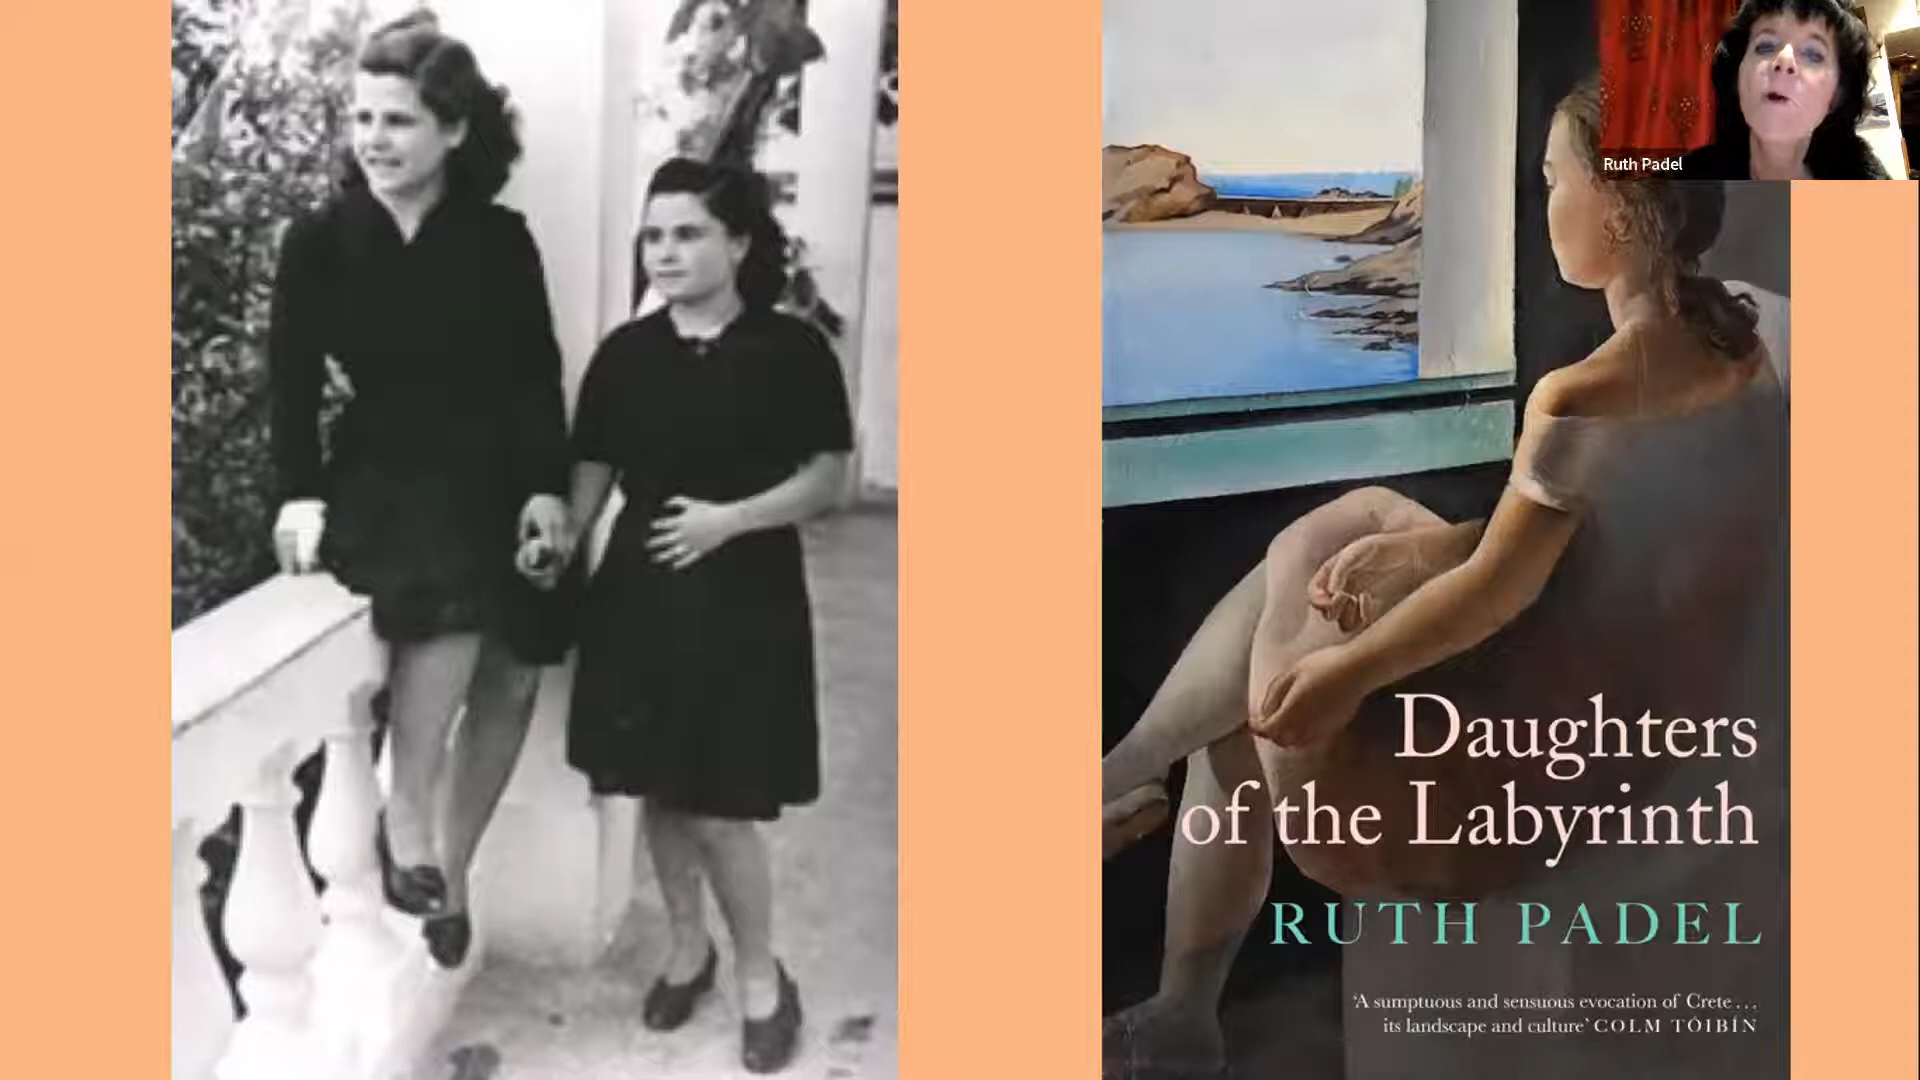 Ruth Padel
Daughters
of the Labyrinth
RUTH PADEL
‘A sumptuous and sensuous evocation of Crete...
its landscape and culture’ COLM TÓIBÍN